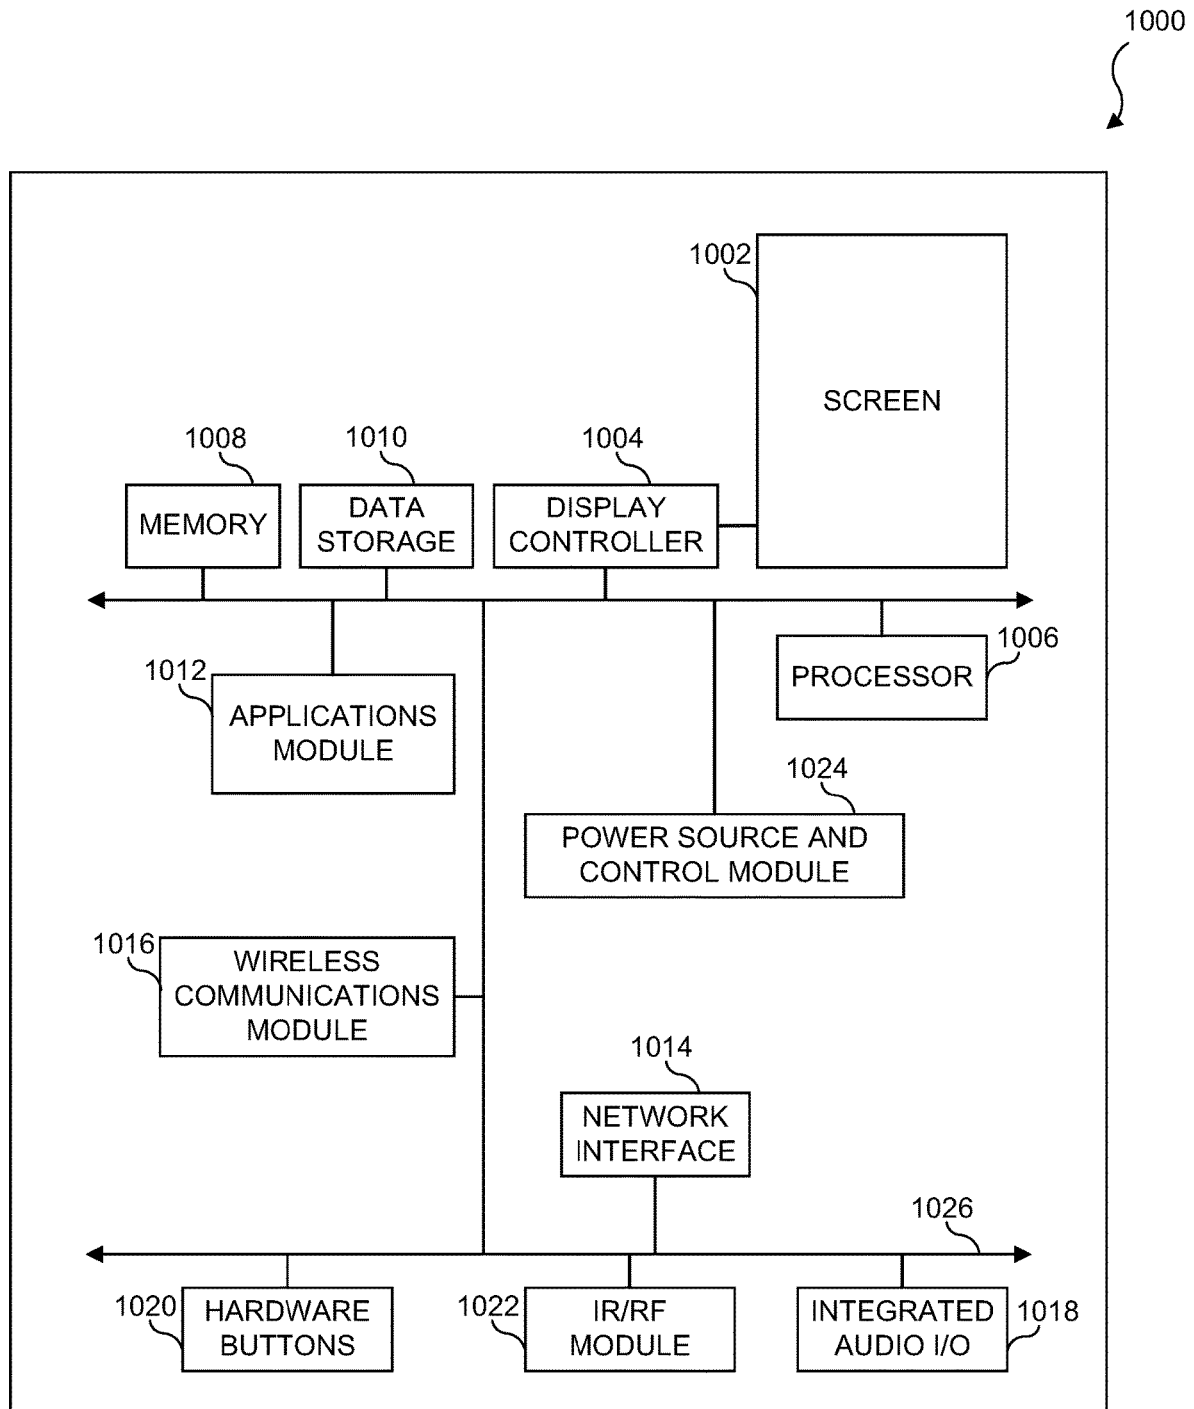 1000
1002
SCREEN
1008
1010
1004
MEMORY
DATA
STORAGE
DISPLAY
CONTROLLER
1006
PROCESSOR
1012
APPLICATIONS
MODULE
1024
POWER SOURCE AND
CONTROL MODULE
1016
WIRELESS
COMMUNICATIONS
MODULE
1014
NETWORK
INTERFACE
1026
1020
HARDWARE
BUTTONS
1022
IR/RF
MODULE
INTEGRATED
AUDIO I/O
1018